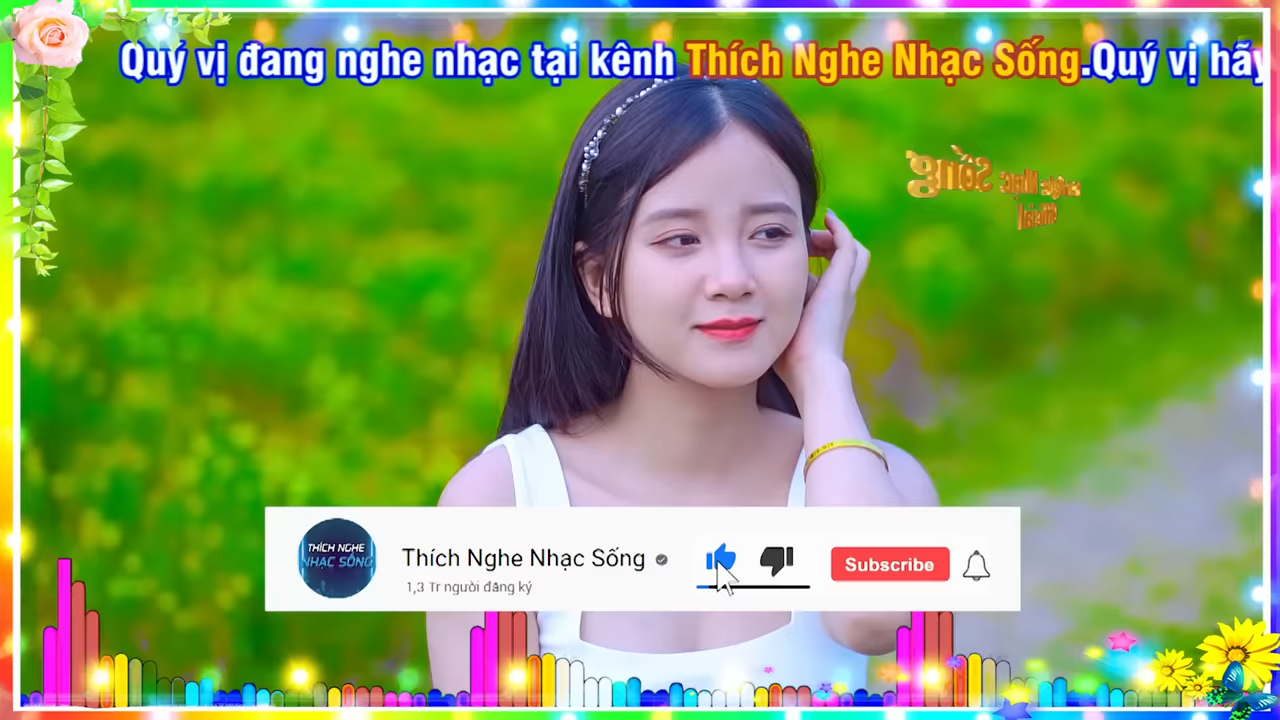 Quý vị đang nghe nhạc tại kênh Thích Nghe Nhạc Sống.Quý vị hãy
THÍCH NGHE
NHẠC SỐNG
Thích Nghe Nhạc Sống
1,3 Tr người đăng ký
Subscribe